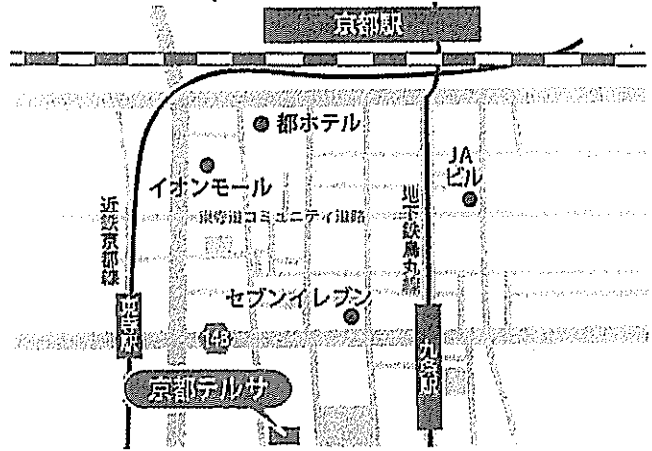 京都駅
都ホテル
JA
ビル
イオンモール
近鉄京都線
地下鉄烏丸線
東寺道コミュニティ道路
セブンイレブン
東寺駅
143
九条駅
京都テルサ